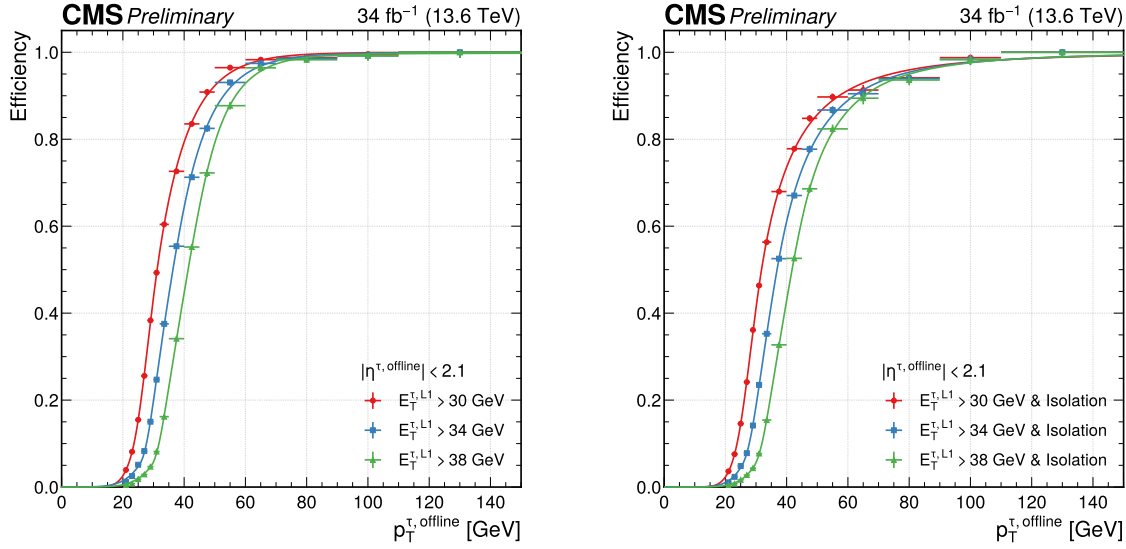 CMS Preliminary 34 fb⁻¹ (13.6 TeV)
Efficiency
1.0
0.8
0.6
0.4
0.2
0.0
|η^τ, offline| < 2.1
E_T^τ, L1 > 30 GeV
E_T^τ, L1 > 34 GeV
E_T^τ, L1 > 38 GeV
0 20 40 60 80 100 120 140
p_T^τ, offline [GeV]
CMS Preliminary 34 fb⁻¹ (13.6 TeV)
Efficiency
1.0
0.8
0.6
0.4
0.2
0.0
|η^τ, offline| < 2.1
E_T^τ, L1 > 30 GeV & Isolation
E_T^τ, L1 > 34 GeV & Isolation
E_T^τ, L1 > 38 GeV & Isolation
0 20 40 60 80 100 120 140
p_T^τ, offline [GeV]